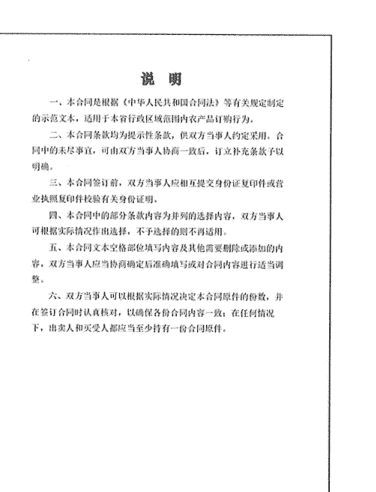 说 明
一、本合同是根据《中华人民共和国合同法》等有关规定制定
的示范文本，适用于本省行政区域范围内农产品订购行为。
二、本合同条款均为提示性条款，供双方当事人约定采用。合
同中的未尽事宜，可由双方当事人协商一致后，订立补充条款予以
明确。
三、本合同签订前，双方当事人应相互提交身份证复印件或营
业执照复印件校验有关身份证明。
四、本合同中的部分条款内容为并列的选择内容，双方当事人
可根据实际情况作出选择，不予选择的则不再适用。
五、本合同文本空格部位填写内容及其他需要删除或添加的内
容，双方当事人应当协商确定后准确填写或对合同内容进行适当调
整。
六、双方当事人可以根据实际情况决定本合同原件的份数，并
在签订合同时认真核对，以确保各份合同内容一致；在任何情况
下，出卖人和买受人都应当至少持有一份合同原件。